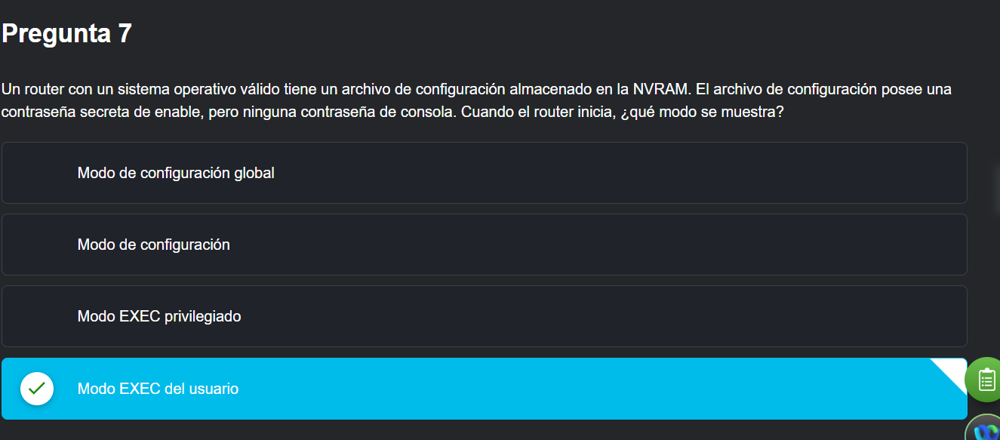 Pregunta 7
Un router con un sistema operativo válido tiene un archivo de configuración almacenado en la NVRAM. El archivo de configuración posee una
contraseña secreta de enable, pero ninguna contraseña de consola. Cuando el router inicia, ¿qué modo se muestra?
Modo de configuración global
Modo de configuración
Modo EXEC privilegiado
Modo EXEC del usuario